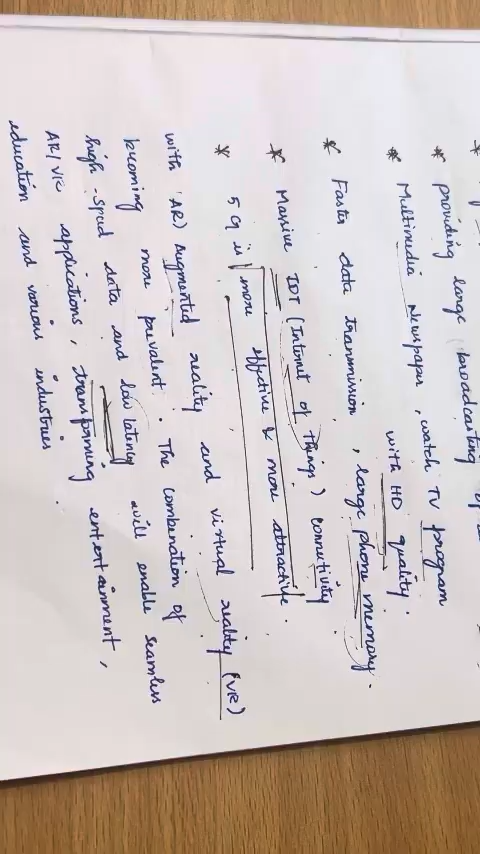 * providing large broadcasting of
* Multimedia Newspaper, watch TV program
with HD quality.
* Faster data transmission, large phone memory.
* Massive IOT (Internet of things) connutivity
* 5G is more effective & more attractive.
with AR) Augmented reality and virtual reality (VR)
becoming more prevalent. The combenation of
high-speed data and low latency will enable seamless
AR/VR applications, transforming entertainment,
education and various industries.